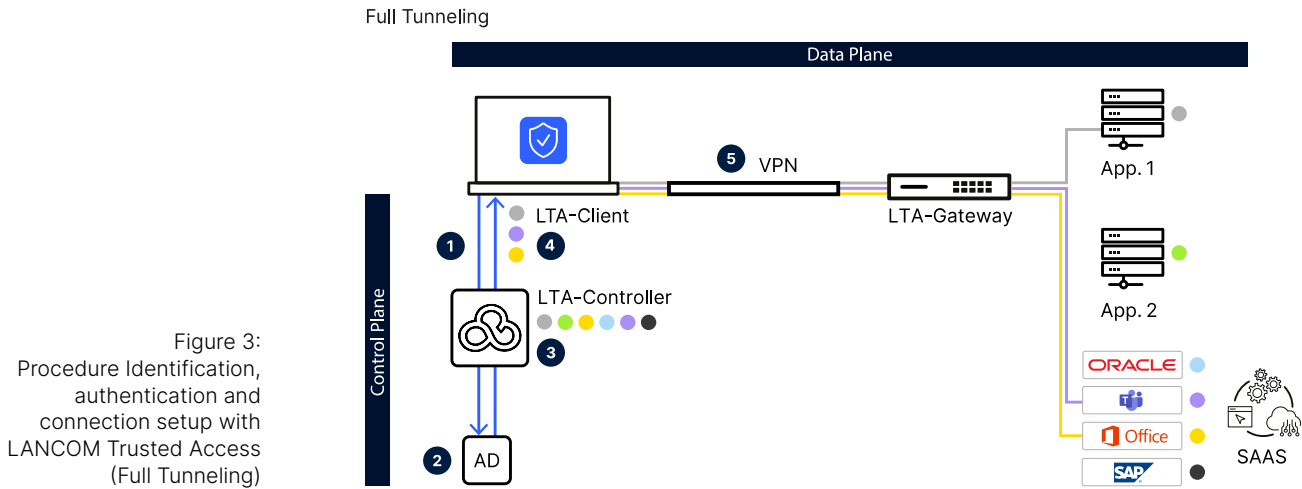 Full Tunneling
Data Plane
5 VPN
App. 1
LTA-Client
LTA-Gateway
1
4
App. 2
Control Plane
LTA-Controller
3
Figure 3:
Procedure Identification,
authentication and
connection setup with
LANCOM Trusted Access
(Full Tunneling)
2
AD
ORACLE
T
Office
SAP
SAAS